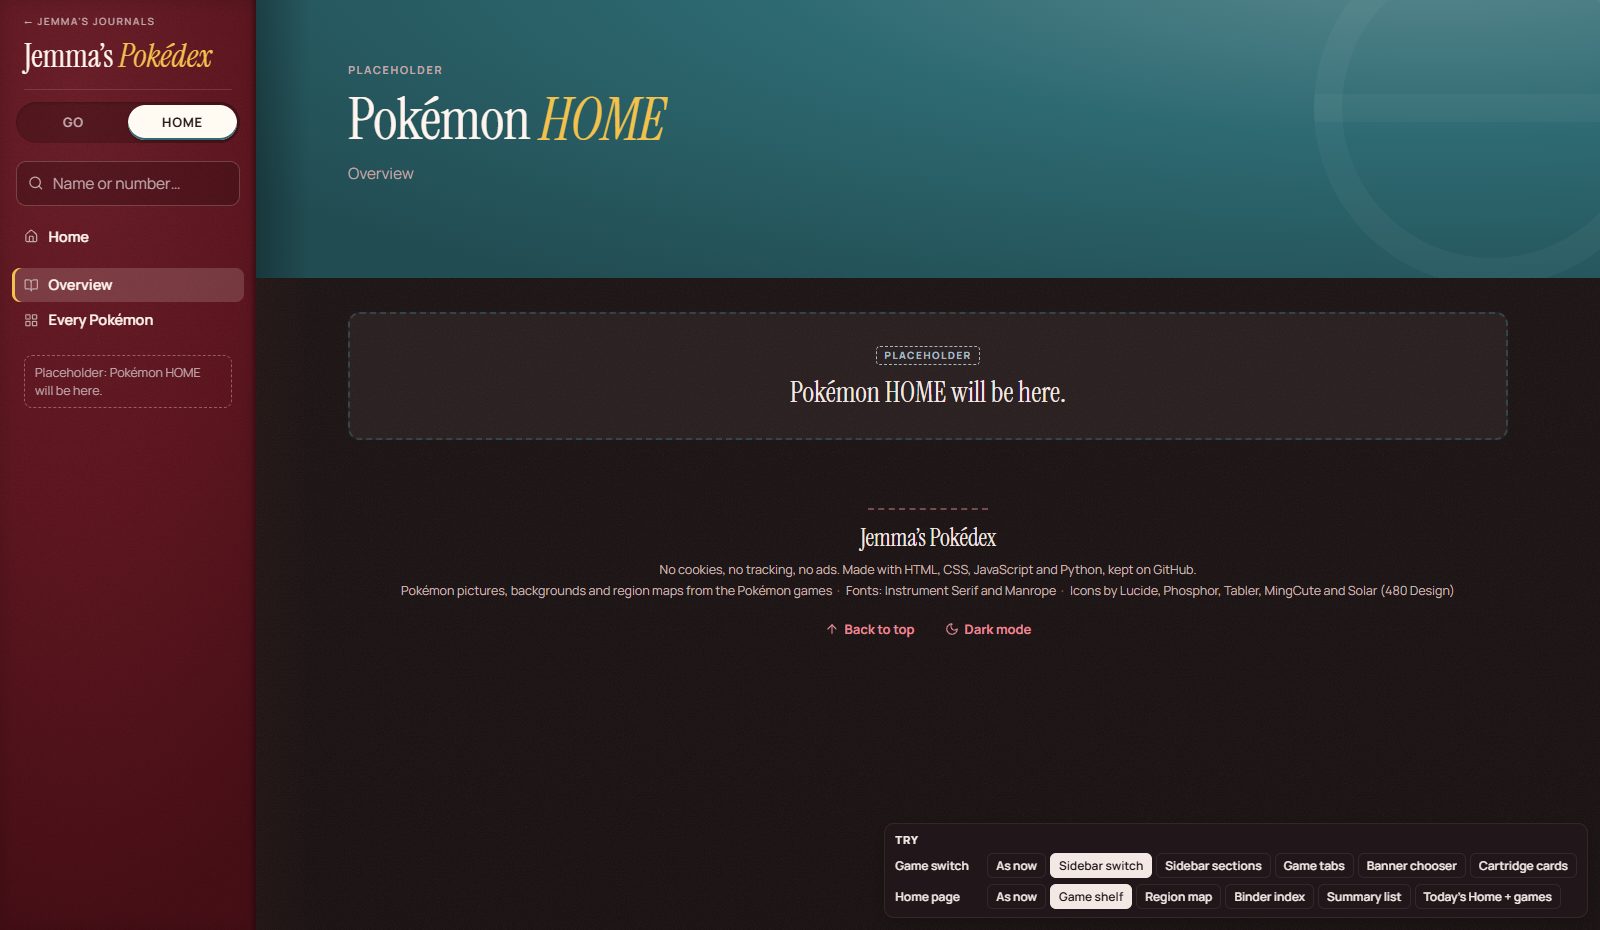 ← JEMMA'S JOURNALS
Jemma's Pokédex
GO
HOME
Name or number...
Home
Overview
Every Pokémon
Placeholder: Pokémon HOME
will be here.
PLACEHOLDER
Pokémon HOME
Overview
PLACEHOLDER
Pokémon HOME will be here.
Jemma's Pokédex
No cookies, no tracking, no ads. Made with HTML, CSS, JavaScript and Python, kept on GitHub.
Pokémon pictures, backgrounds and region maps from the Pokémon games · Fonts: Instrument Serif and Manrope · Icons by Lucide, Phosphor, Tabler, MingCute and Solar (480 Design)
Back to top
Dark mode
TRY
Game switch As now Sidebar switch Sidebar sections Game tabs Banner chooser Cartridge cards
Home page As now Game shelf Region map Binder index Summary list Today's Home + games